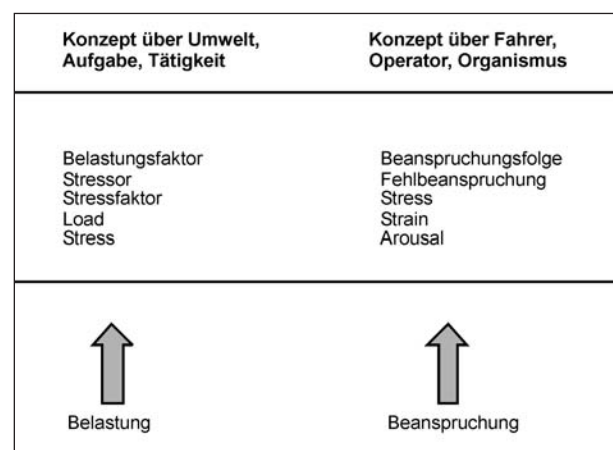 Konzept über Umwelt,
Aufgabe, Tätigkeit
Konzept über Fahrer,
Operator, Organismus
Belastungsfaktor
Stressor
Stressfaktor
Load
Stress
Beanspruchungsfolge
Fehlbeanspruchung
Stress
Strain
Arousal
Belastung
Beanspruchung